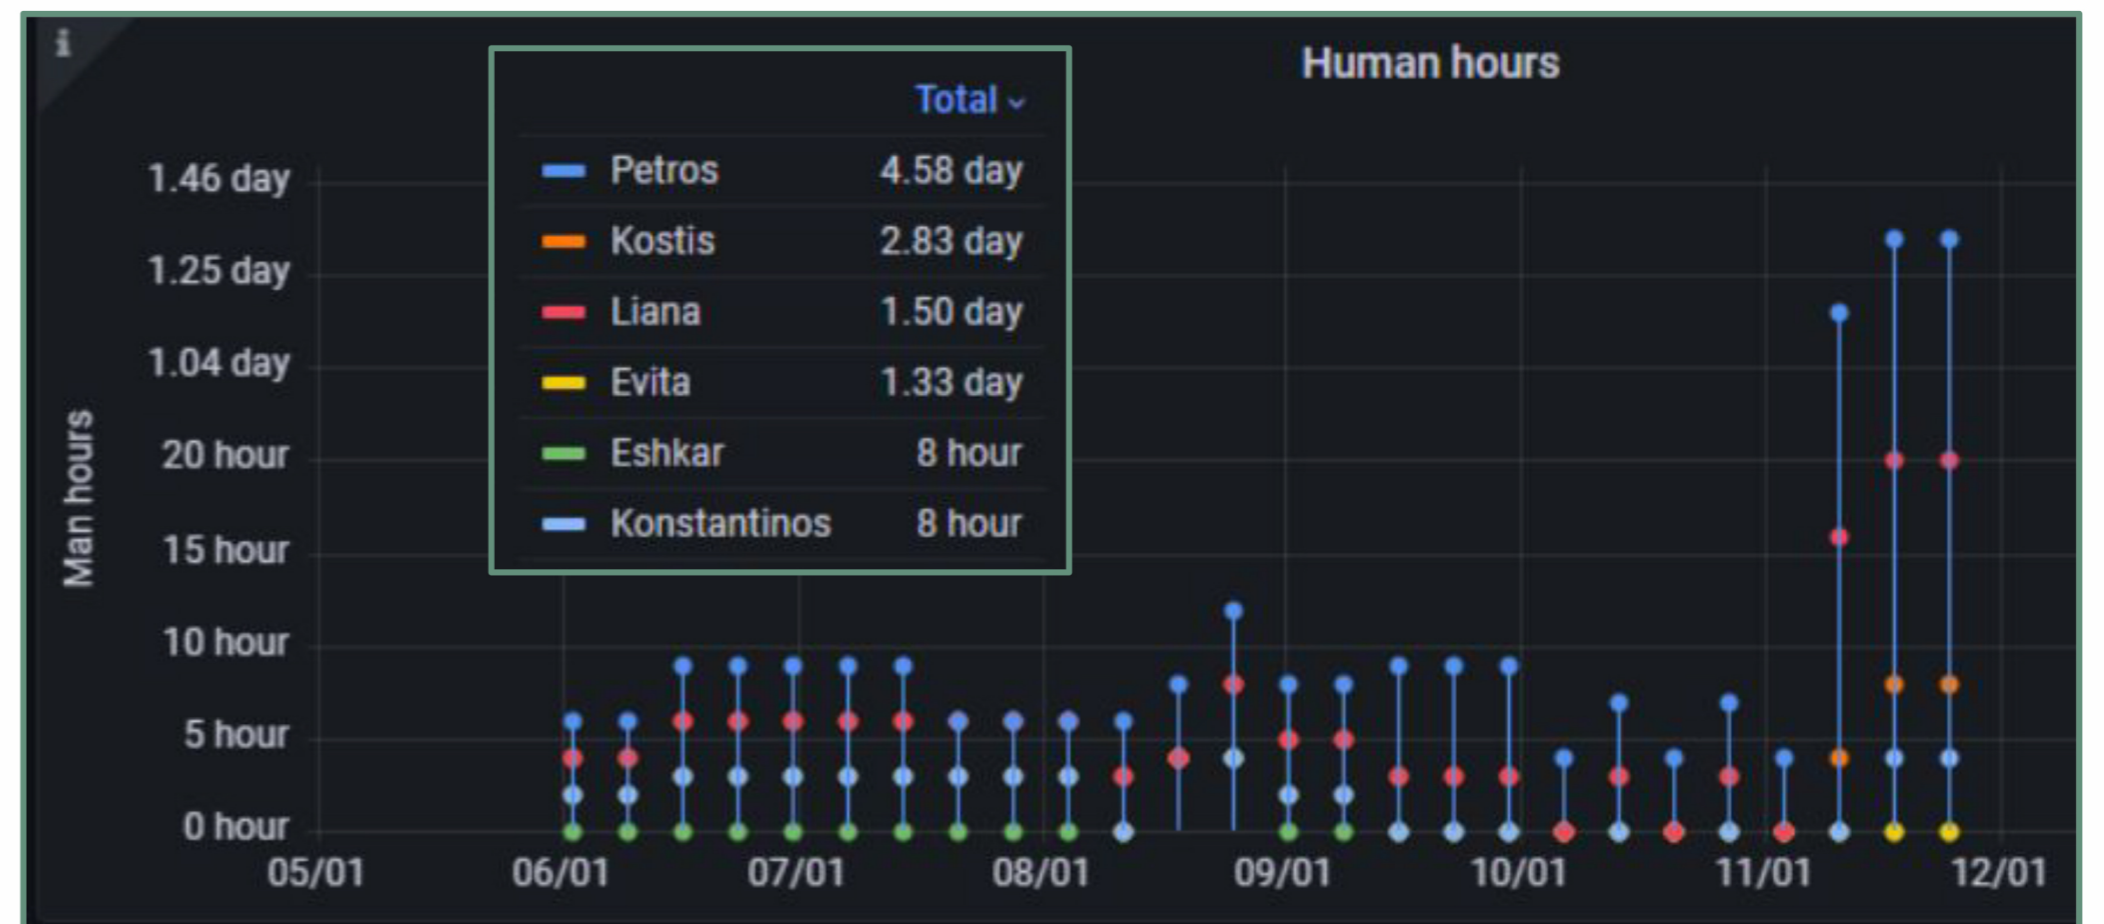 i
Human hours
Total
Petros 4.58 day
Kostis 2.83 day
Liana 1.50 day
Evita 1.33 day
Eshkar 8 hour
Konstantinos 8 hour
Man hours
1.46 day
1.25 day
1.04 day
20 hour
15 hour
10 hour
5 hour
0 hour
05/01 06/01 07/01 08/01 09/01 10/01 11/01 12/01